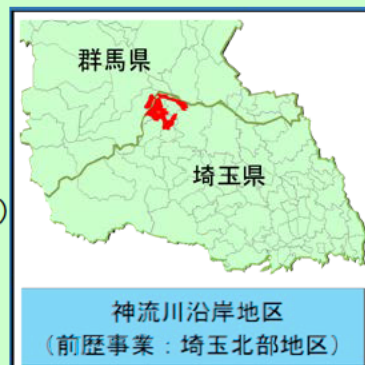 群馬県
埼玉県
神流川沿岸地区
（前歴事業：埼玉北部地区）